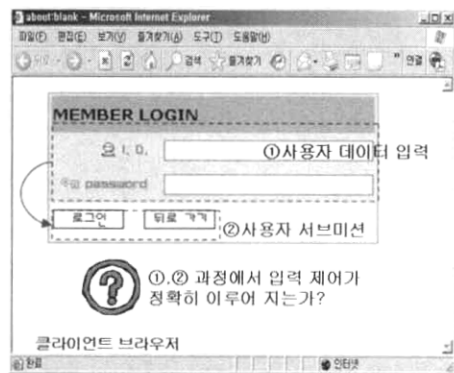 about:blank - Microsoft Internet Explorer
파일(F) 편집(E) 보기(V) 즐겨찾기(A) 도구(T) 도움말(H)
검색 즐겨찾기 연결
MEMBER LOGIN
I. D. ①사용자 데이터 입력
password
로그인 뒤로 가기 ②사용자 서브미션
①.② 과정에서 입력 제어가
정확히 이루어 지는가?
클라이언트 브라우저
완료 인터넷